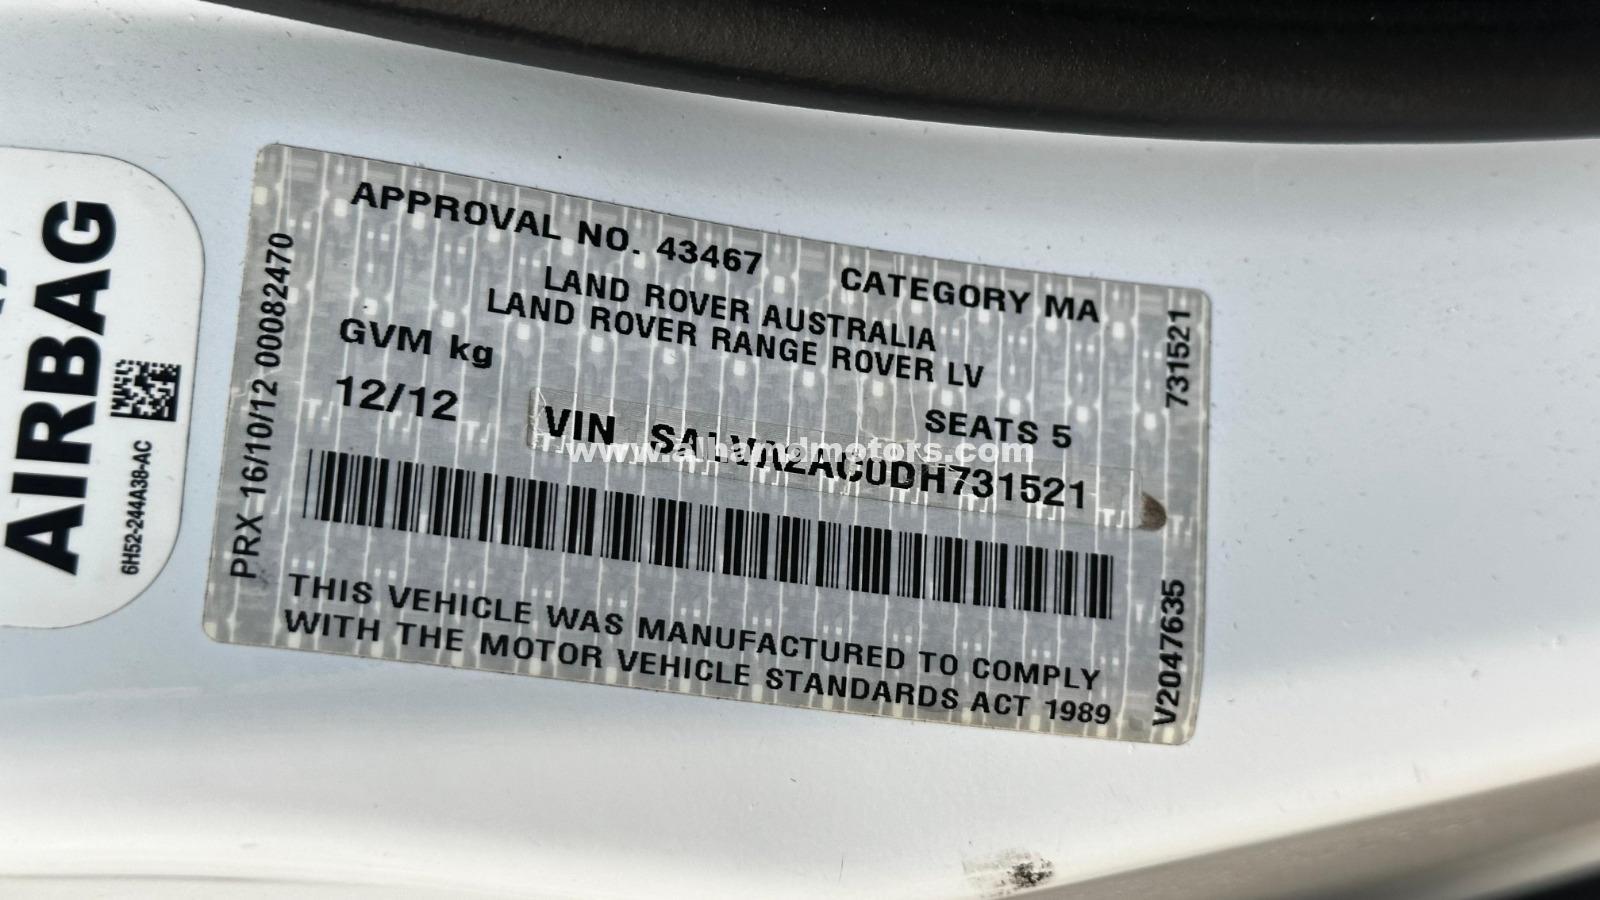 APPROVAL NO. 43467 CATEGORY MA
LAND ROVER AUSTRALIA
LAND ROVER RANGE ROVER LV
GVM kg
12/12 SEATS 5
VIN SALVA2AC0DH731521
THIS VEHICLE WAS MANUFACTURED TO COMPLY
WITH THE MOTOR VEHICLE STANDARDS ACT 1989
PRX 16/10/12 00082470
731521
V2047635
AIRBAG
6H52-244A38-AC
www.alhamdmotors.com